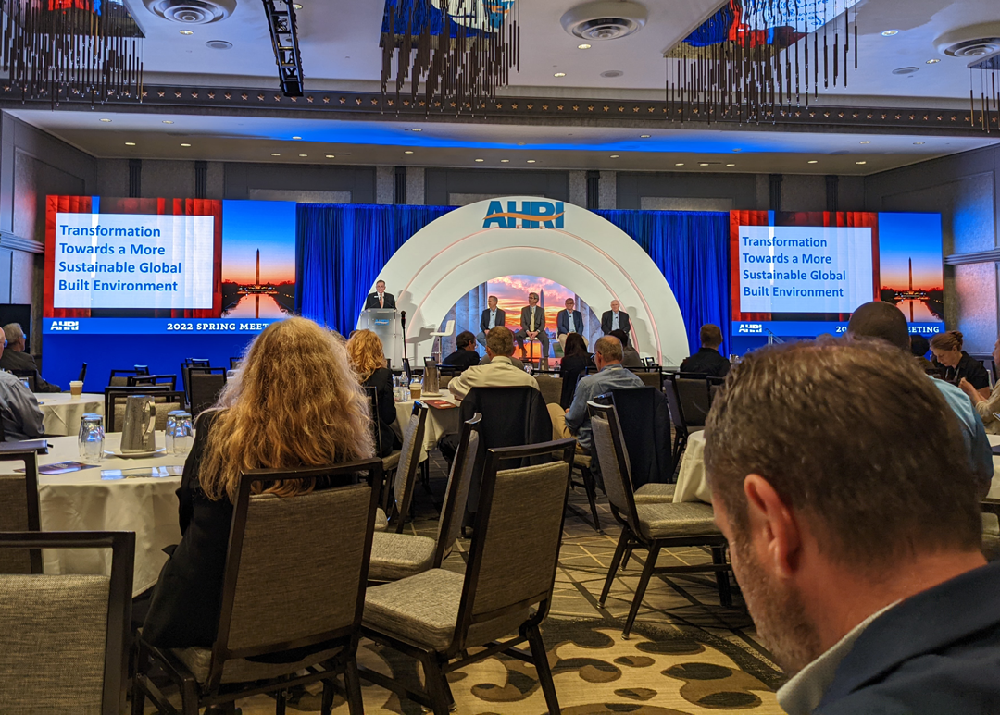 AHRI
Transformation
Towards a More
Sustainable Global
Built Environment
AHRI
2022 SPRING MEET
Transformation
Towards a More
Sustainable Global
Built Environment
AHRI
MEETING